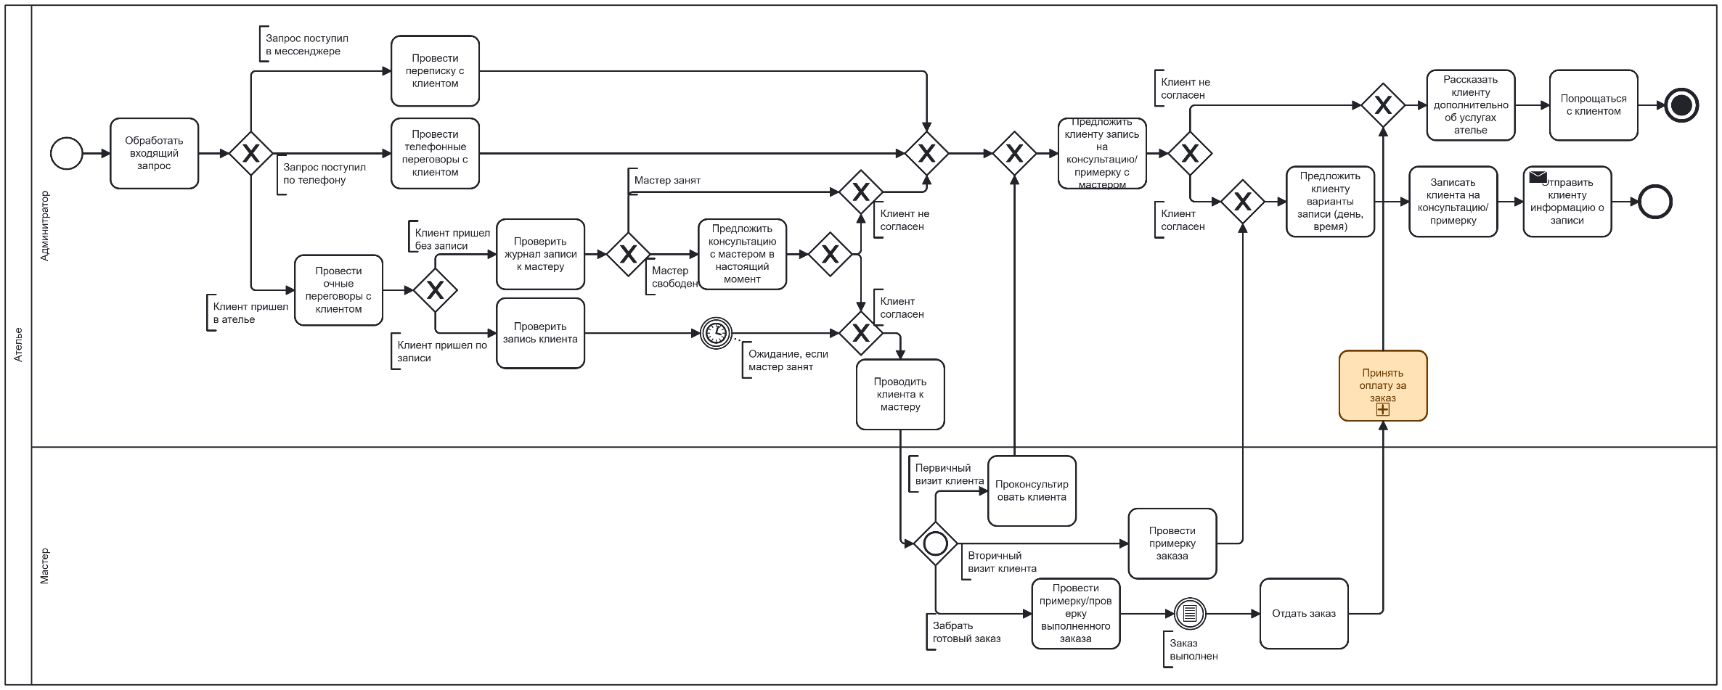 Ателье
Администратор
Мастер
Запрос поступил
в мессенджере
Провести
переписку с
клиентом
Обработать
входящий
запрос
Запрос поступил
по телефону
Провести
телефонные
переговоры с
клиентом
Клиент пришел
в ателье
Провести
очные
переговоры с
клиентом
Клиент пришел
без записи
Проверить
журнал записи
к мастеру
Клиент пришел по
записи
Проверить
запись клиента
Мастер занят
Мастер
свободен
Предложить
консультацию
с мастером в
настоящий
момент
Клиент не
согласен
Клиент
согласен
Ожидание, если
мастер занят
Проводить
клиента к
мастеру
Предложить
клиенту запись
на
консультацию/
примерку с
мастером
Клиент не
согласен
Клиент
согласен
Рассказать
клиенту
дополнительно
об услугах
ателье
Попрощаться
с клиентом
Предложить
клиенту
варианты
записи (день,
время)
Записать
клиента на
консультацию/
примерку
Отправить
клиенту
информацию о
записи
Принять
оплату за
заказ
Первичный
визит клиента
Проконсультир
овать клиента
Вторичный
визит клиента
Провести
примерку
заказа
Забрать
готовый заказ
Провести
примерку/пров
ерку
выполненного
заказа
Заказ
выполнен
Отдать заказ